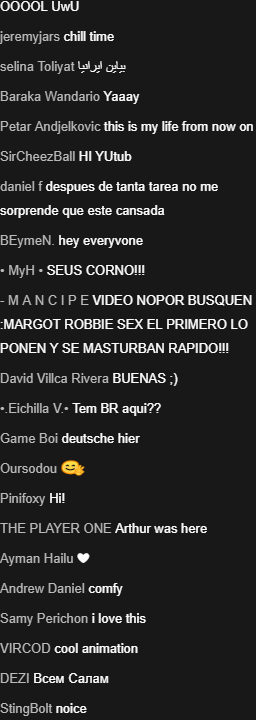 OOOOL UwU
jeremyjars chill time
selina Toliyat بیاین ایرانیا
Baraka Wandario Yaaay
Petar Andjelkovic this is my life from now on
SirCheezBall HI YUtub
daniel f despues de tanta tarea no me
sorprende que este cansada
BEymeN. hey everyvone
• MyH • SEUS CORNO!!!
- M A N C I P E VIDEO NOPOR BUSQUEN
:MARGOT ROBBIE SEX EL PRIMERO LO
PONEN Y SE MASTURBAN RAPIDO!!!
David Villca Rivera BUENAS ;)
•.Eichilla V.• Tem BR aqui??
Game Boi deutsche hier
Oursodou
Pinifoxy Hi!
THE PLAYER ONE Arthur was here
Ayman Hailu
Andrew Daniel comfy
Samy Perichon i love this
VIRCOD cool animation
DEZI Всем Салам
StingBolt noice